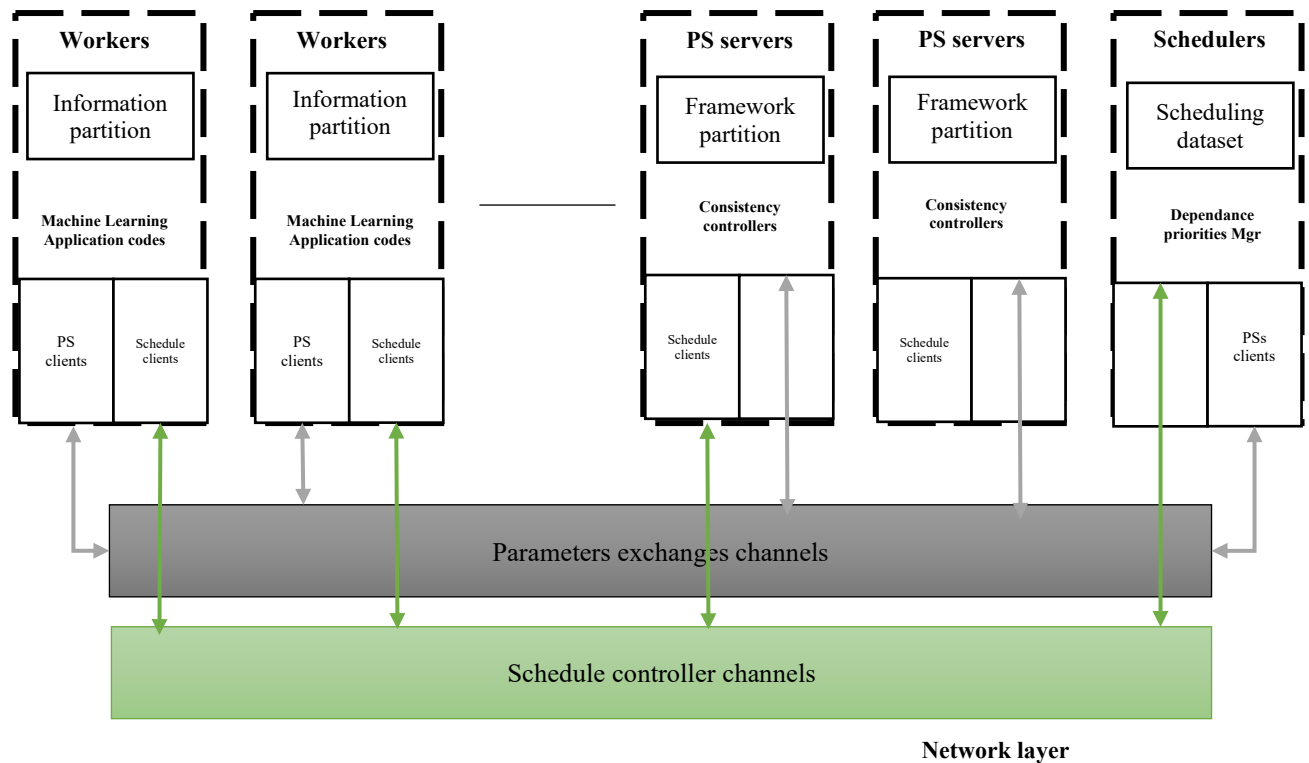 Workers
Workers
PS servers
PS servers
Schedulers
Information
partition
Information
partition
Framework
partition
Framework
partition
Scheduling
dataset
Machine Learning
Application codes
Machine Learning
Application codes
Consistency
controllers
Consistency
controllers
Dependance
priorities Mgr
PS
clients
Schedule
clients
PS
clients
Schedule
clients
Schedule
clients
Schedule
clients
PSs
clients
Parameters exchanges channels
Schedule controller channels
Network layer